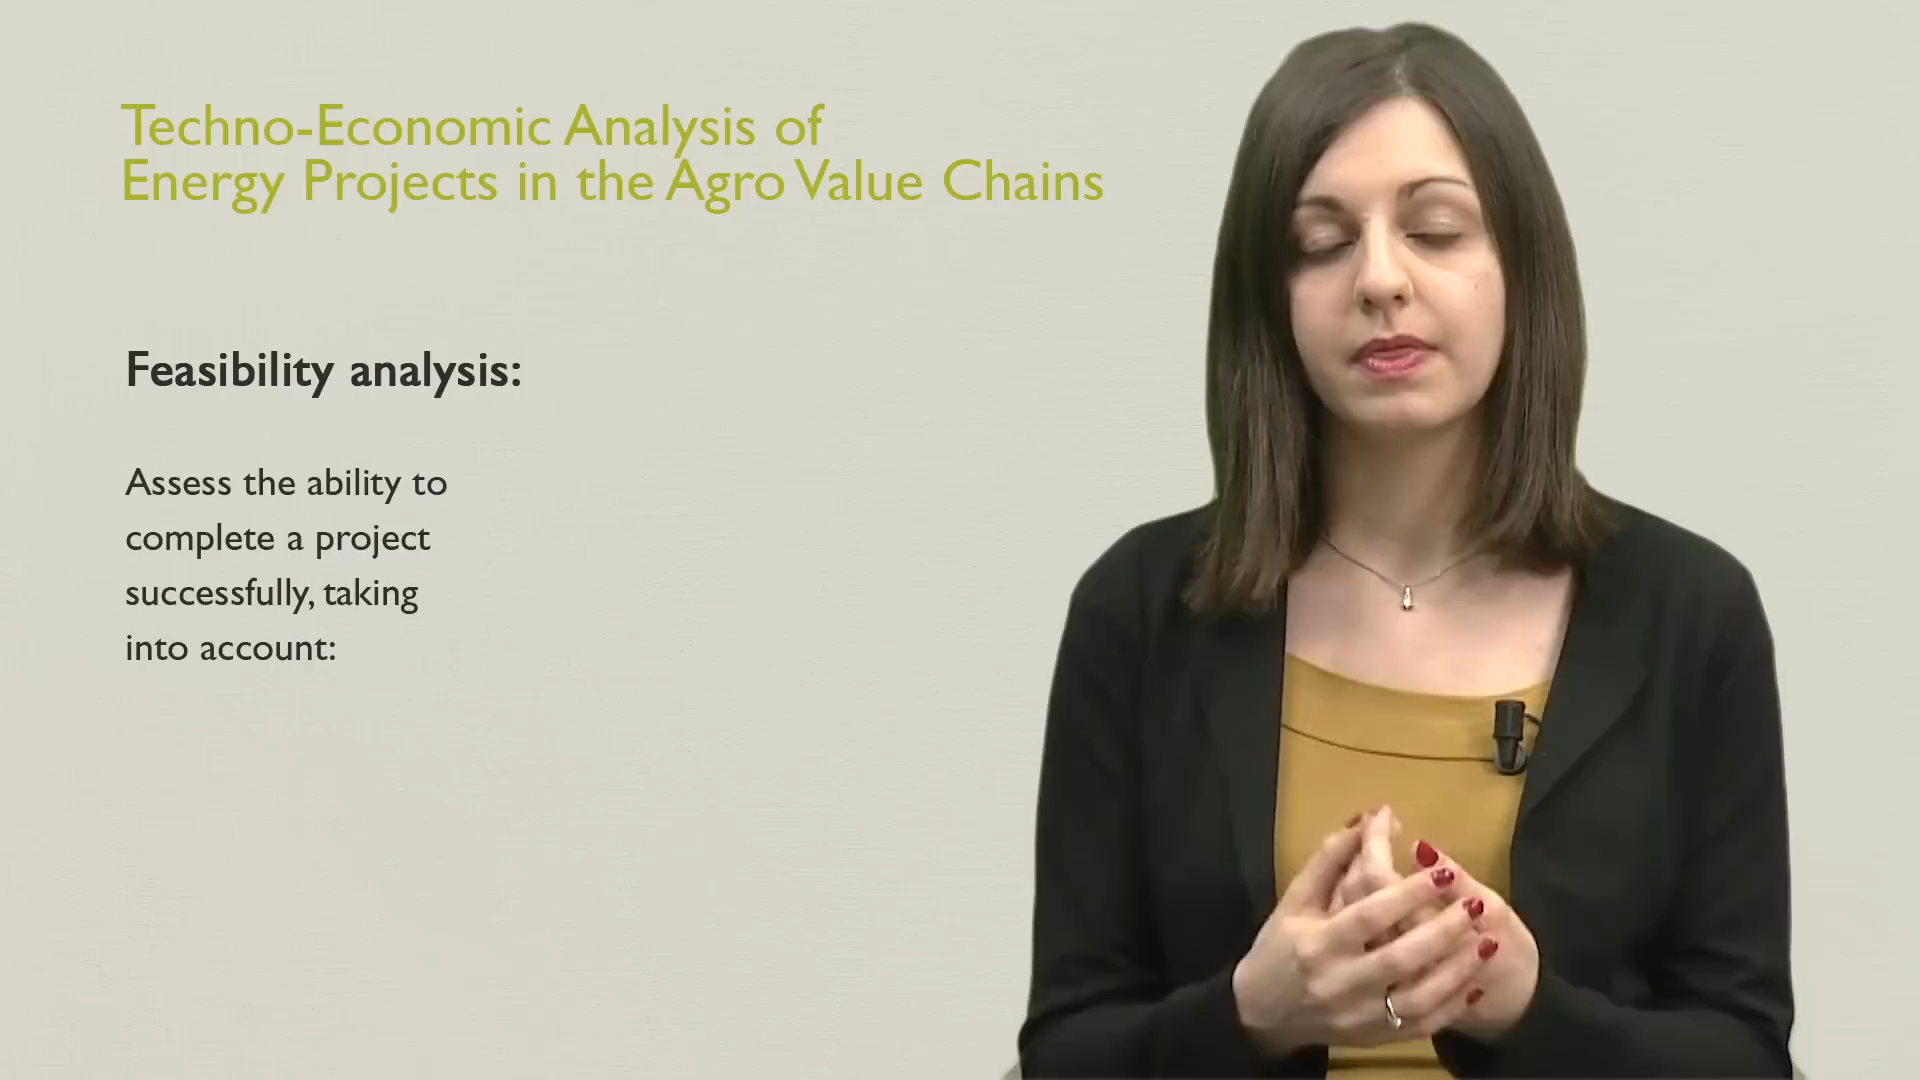 Techno-Economic Analysis of
Energy Projects in the Agro Value Chains
Feasibility analysis:
Assess the ability to
complete a project
successfully, taking
into account: